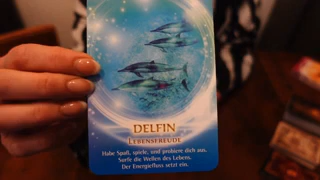 DELFIN
LEBENSFREUDE
Habe Spaß, spiele, und probiere dich aus.
Surfe die Wellen des Lebens.
Der Energiefluss setzt ein.